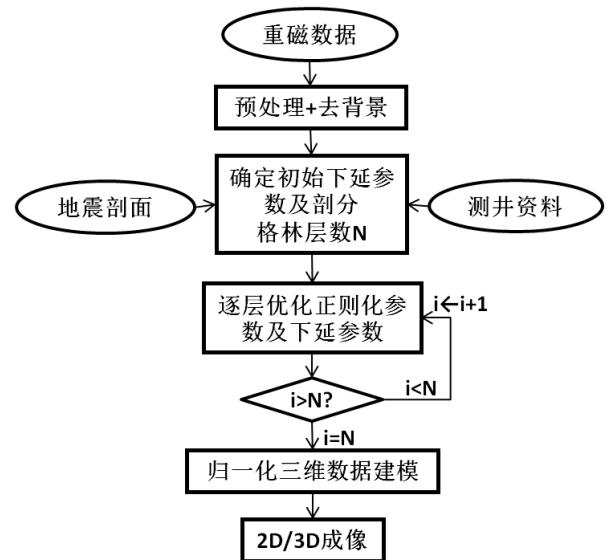 重磁数据
预处理+去背景
确定初始下延参
数及剖分
格林层数N
地震剖面
测井资料
逐层优化正则化参
数及下延参数
i←i+1
i>N?
i<N
i=N
归一化三维数据建模
2D/3D成像